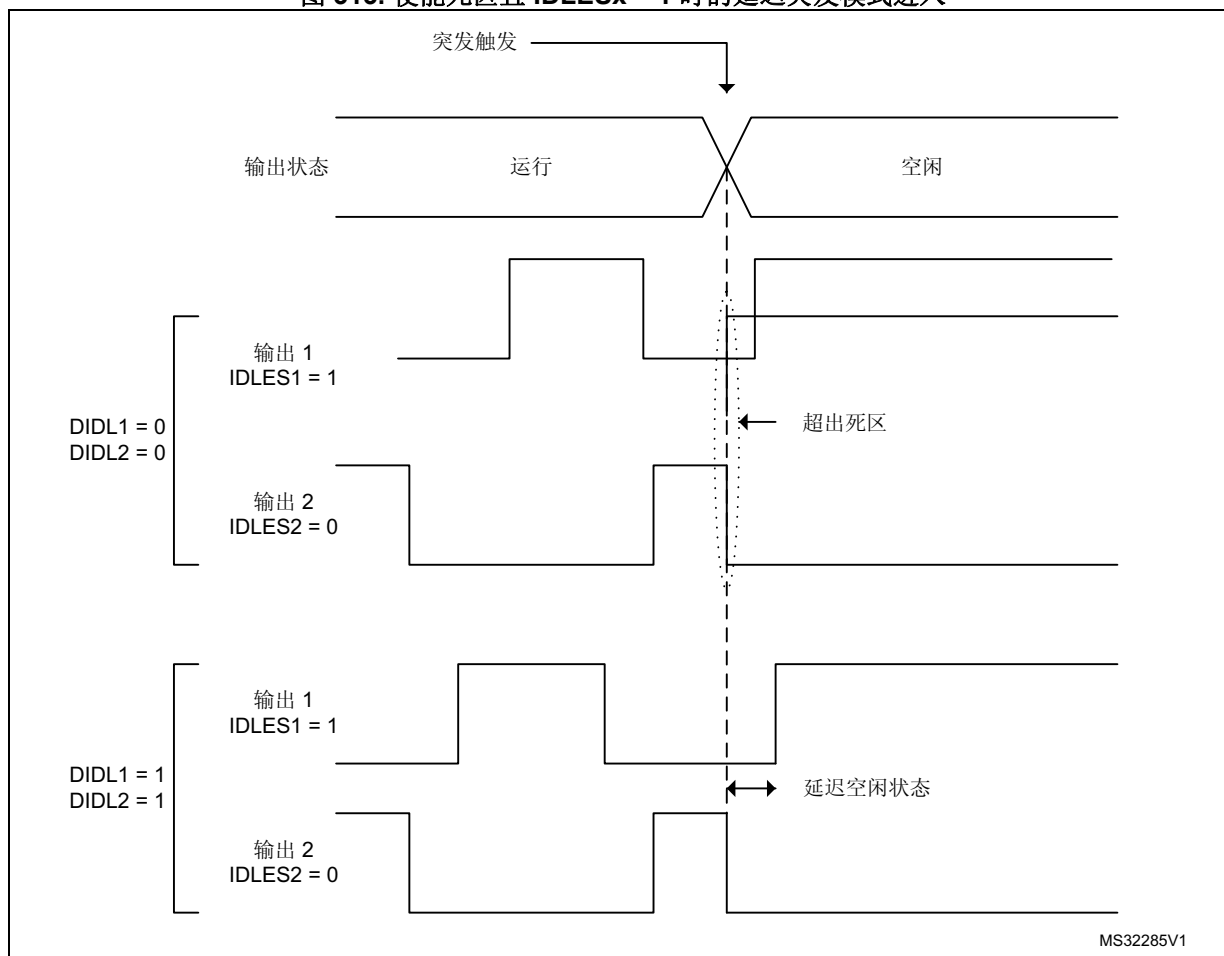 突发触发
输出状态
运行
空闲
输出 1
IDLES1 = 1
DIDL1 = 0
DIDL2 = 0
超出死区
输出 2
IDLES2 = 0
输出 1
IDLES1 = 1
DIDL1 = 1
DIDL2 = 1
延迟空闲状态
输出 2
IDLES2 = 0
MS32285V1